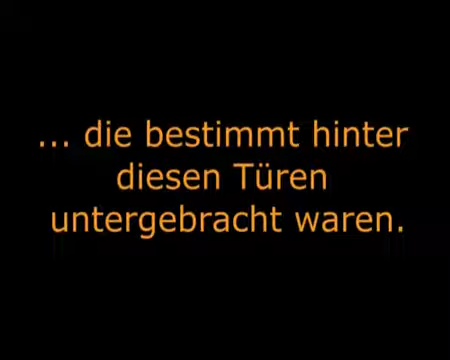 ... die bestimmt hinter
diesen Türen
untergebracht waren.